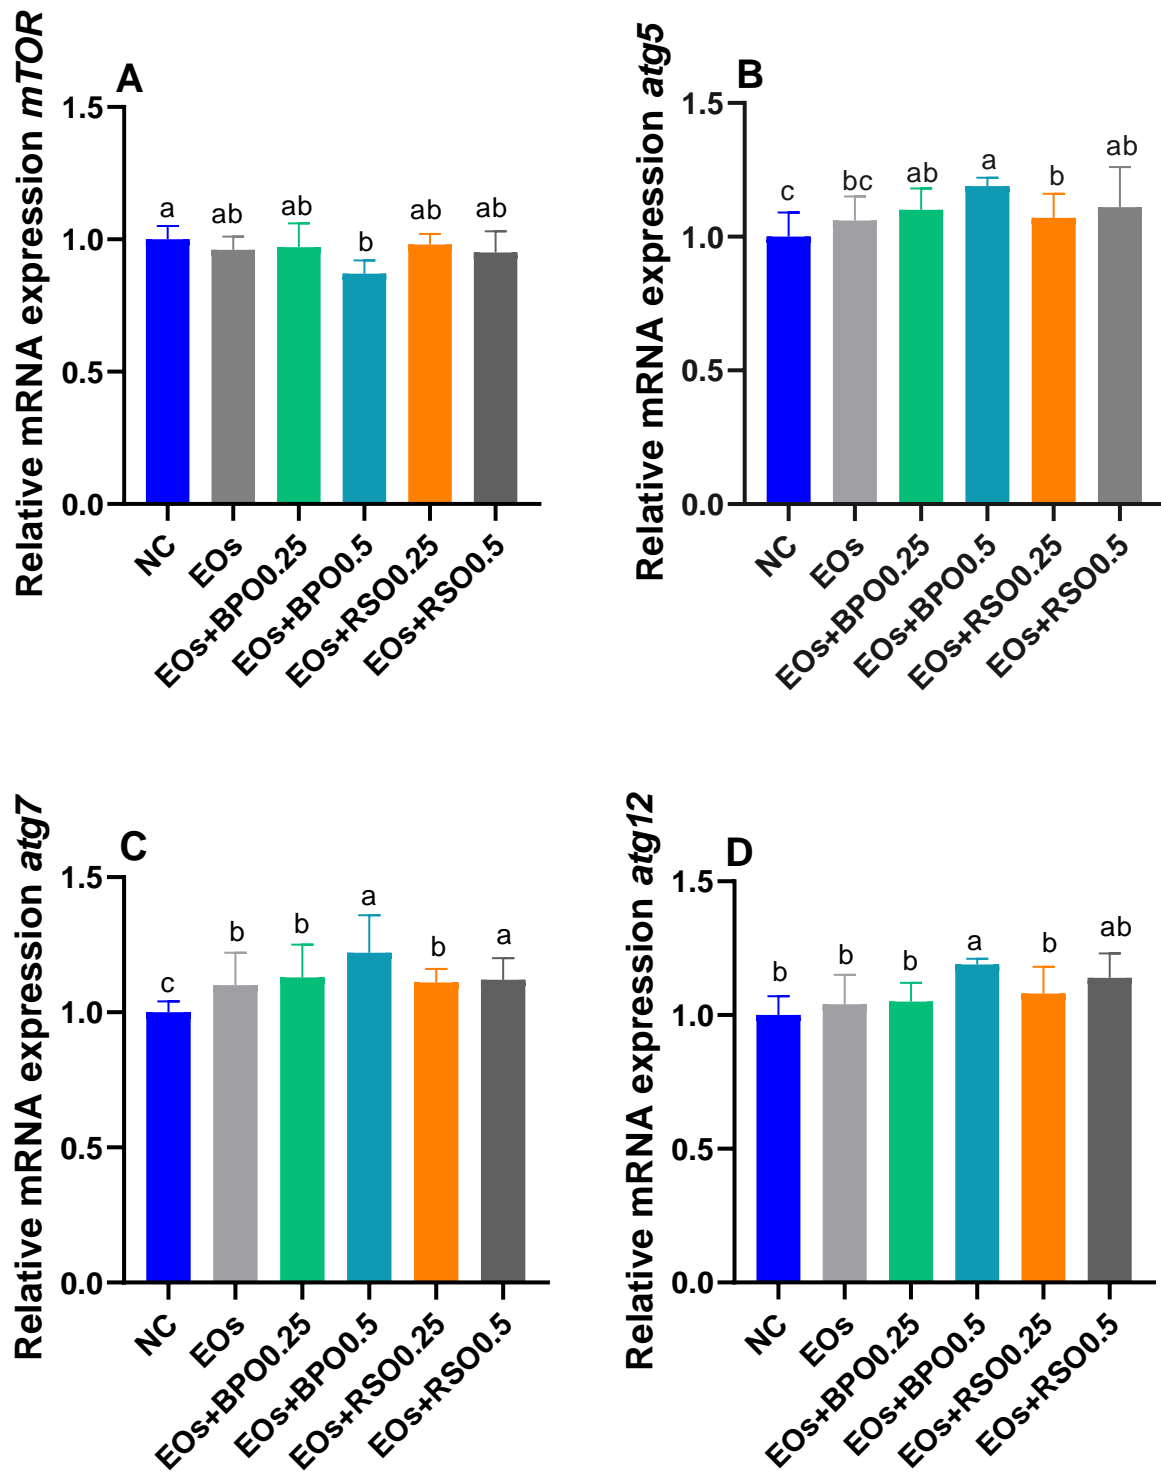 A
Relative mRNA expression mTOR
1.5
1.0
0.5
0.0
a
ab
ab
b
ab
ab
NC
EOs
EOs+BPO0.25
EOs+BPO0.5
EOs+RSO0.25
EOs+RSO0.5
B
Relative mRNA expression atg5
1.5
1.0
0.5
0.0
c
bc
ab
a
b
ab
NC
EOs
EOs+BPO0.25
EOs+BPO0.5
EOs+RSO0.25
EOs+RSO0.5
C
Relative mRNA expression atg7
1.5
1.0
0.5
0.0
c
b
b
a
b
a
NC
EOs
EOs+BPO0.25
EOs+BPO0.5
EOs+RSO0.25
EOs+RSO0.5
D
Relative mRNA expression atg12
1.5
1.0
0.5
0.0
b
b
b
a
b
ab
NC
EOs
EOs+BPO0.25
EOs+BPO0.5
EOs+RSO0.25
EOs+RSO0.5